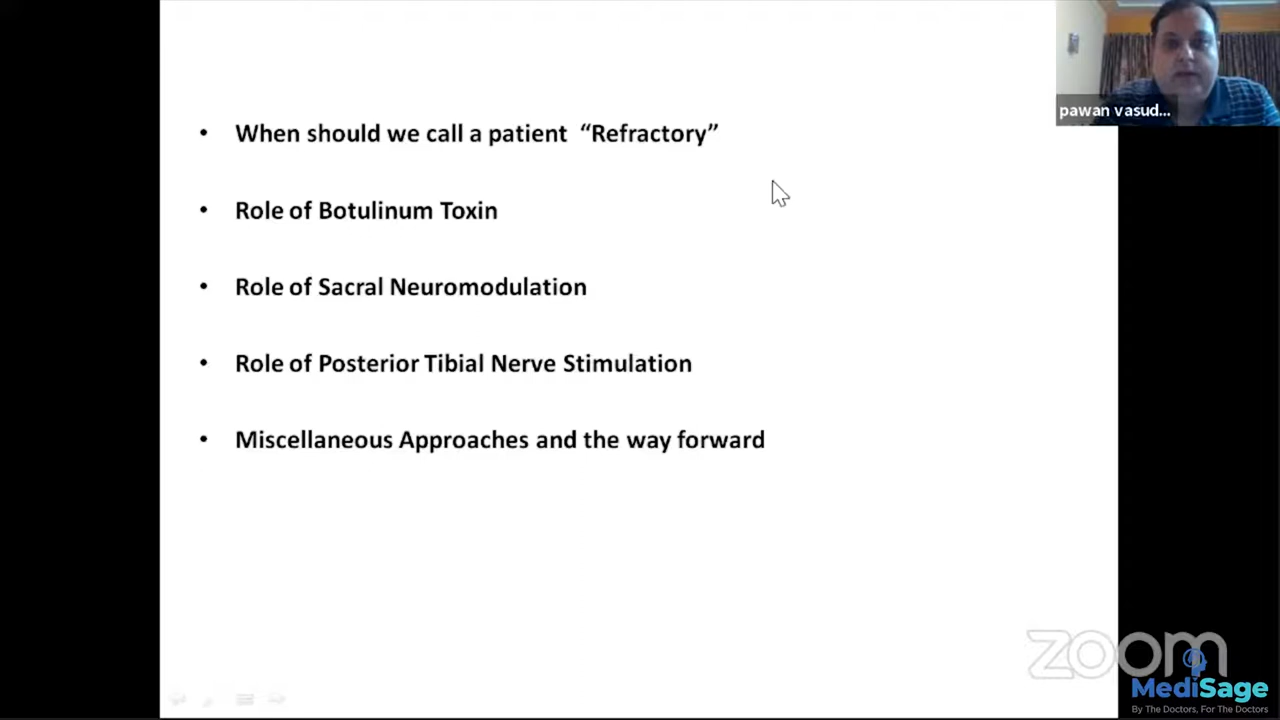 pawan vasud...
• When should we call a patient “Refractory”
• Role of Botulinum Toxin
• Role of Sacral Neuromodulation
• Role of Posterior Tibial Nerve Stimulation
• Miscellaneous Approaches and the way forward
zoom
MediSage
By The Doctors, For The Doctors